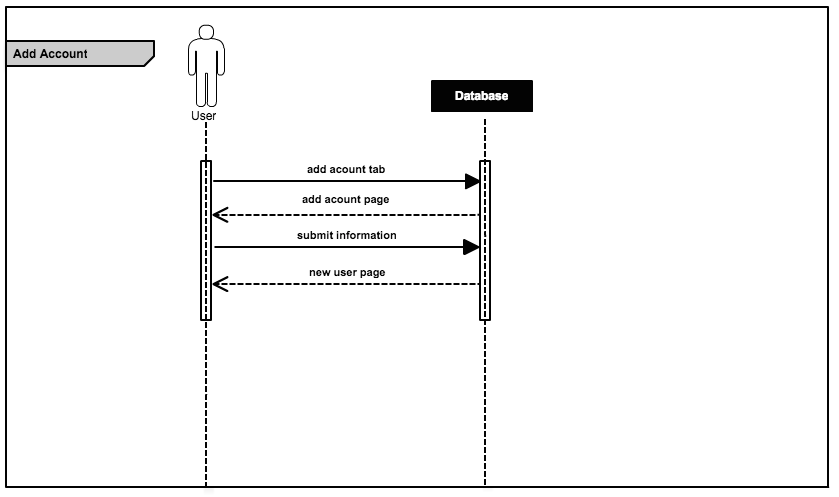 Add Account
User
Database
add acount tab
add acount page
submit information
new user page